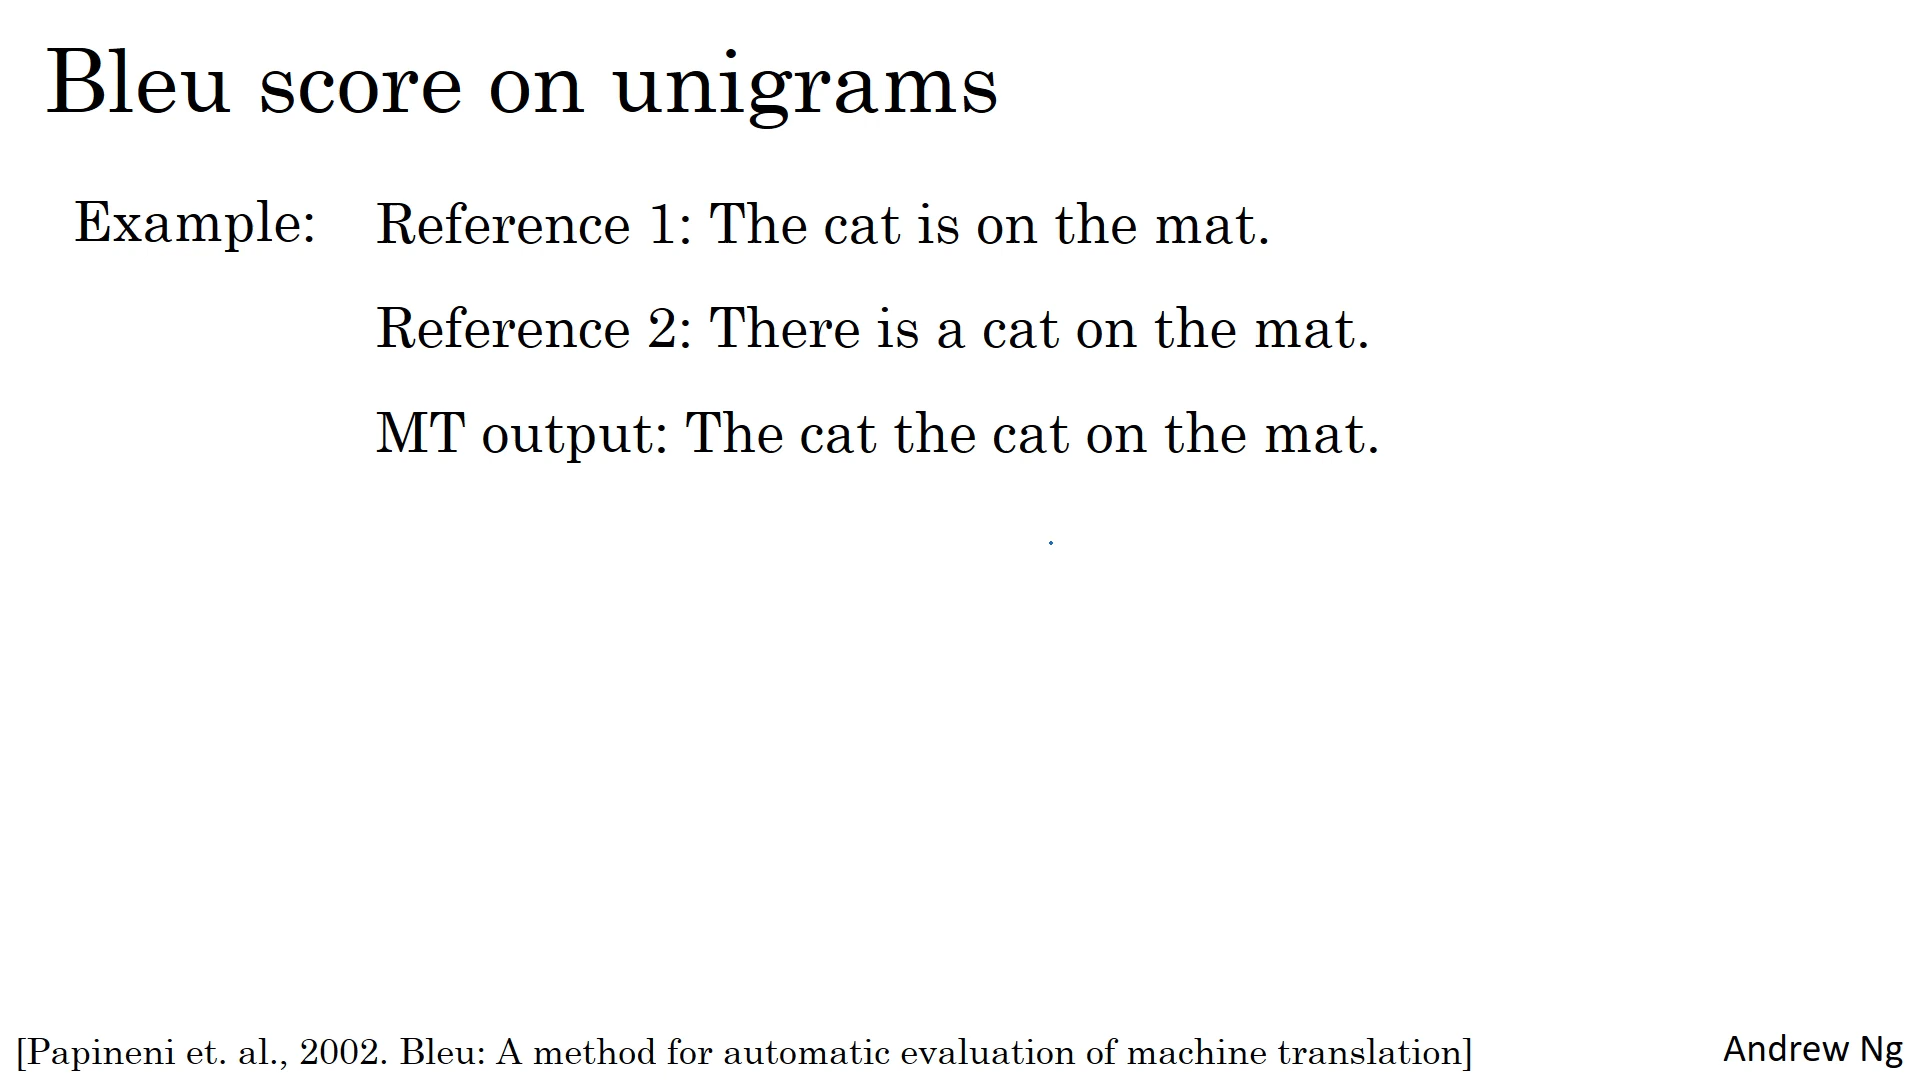 Bleu score on unigrams
Example: Reference 1: The cat is on the mat.
Reference 2: There is a cat on the mat.
MT output: The cat the cat on the mat.
[Papineni et. al., 2002. Bleu: A method for automatic evaluation of machine translation]
Andrew Ng